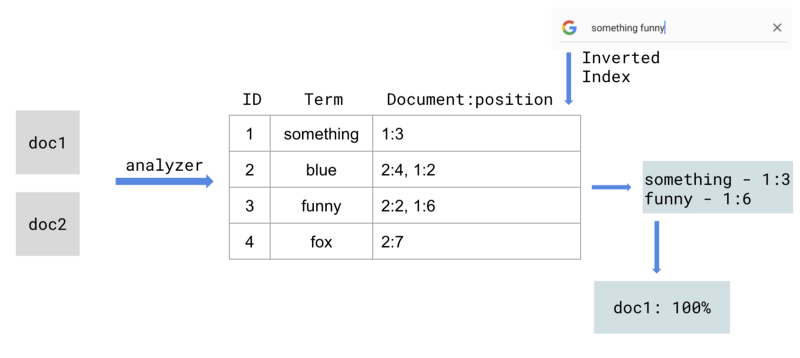 something funny
Inverted
Index
ID Term Document:position
1 something 1:3
2 blue 2:4, 1:2
3 funny 2:2, 1:6
4 fox 2:7
doc1
doc2
analyzer
something - 1:3
funny - 1:6
doc1: 100%